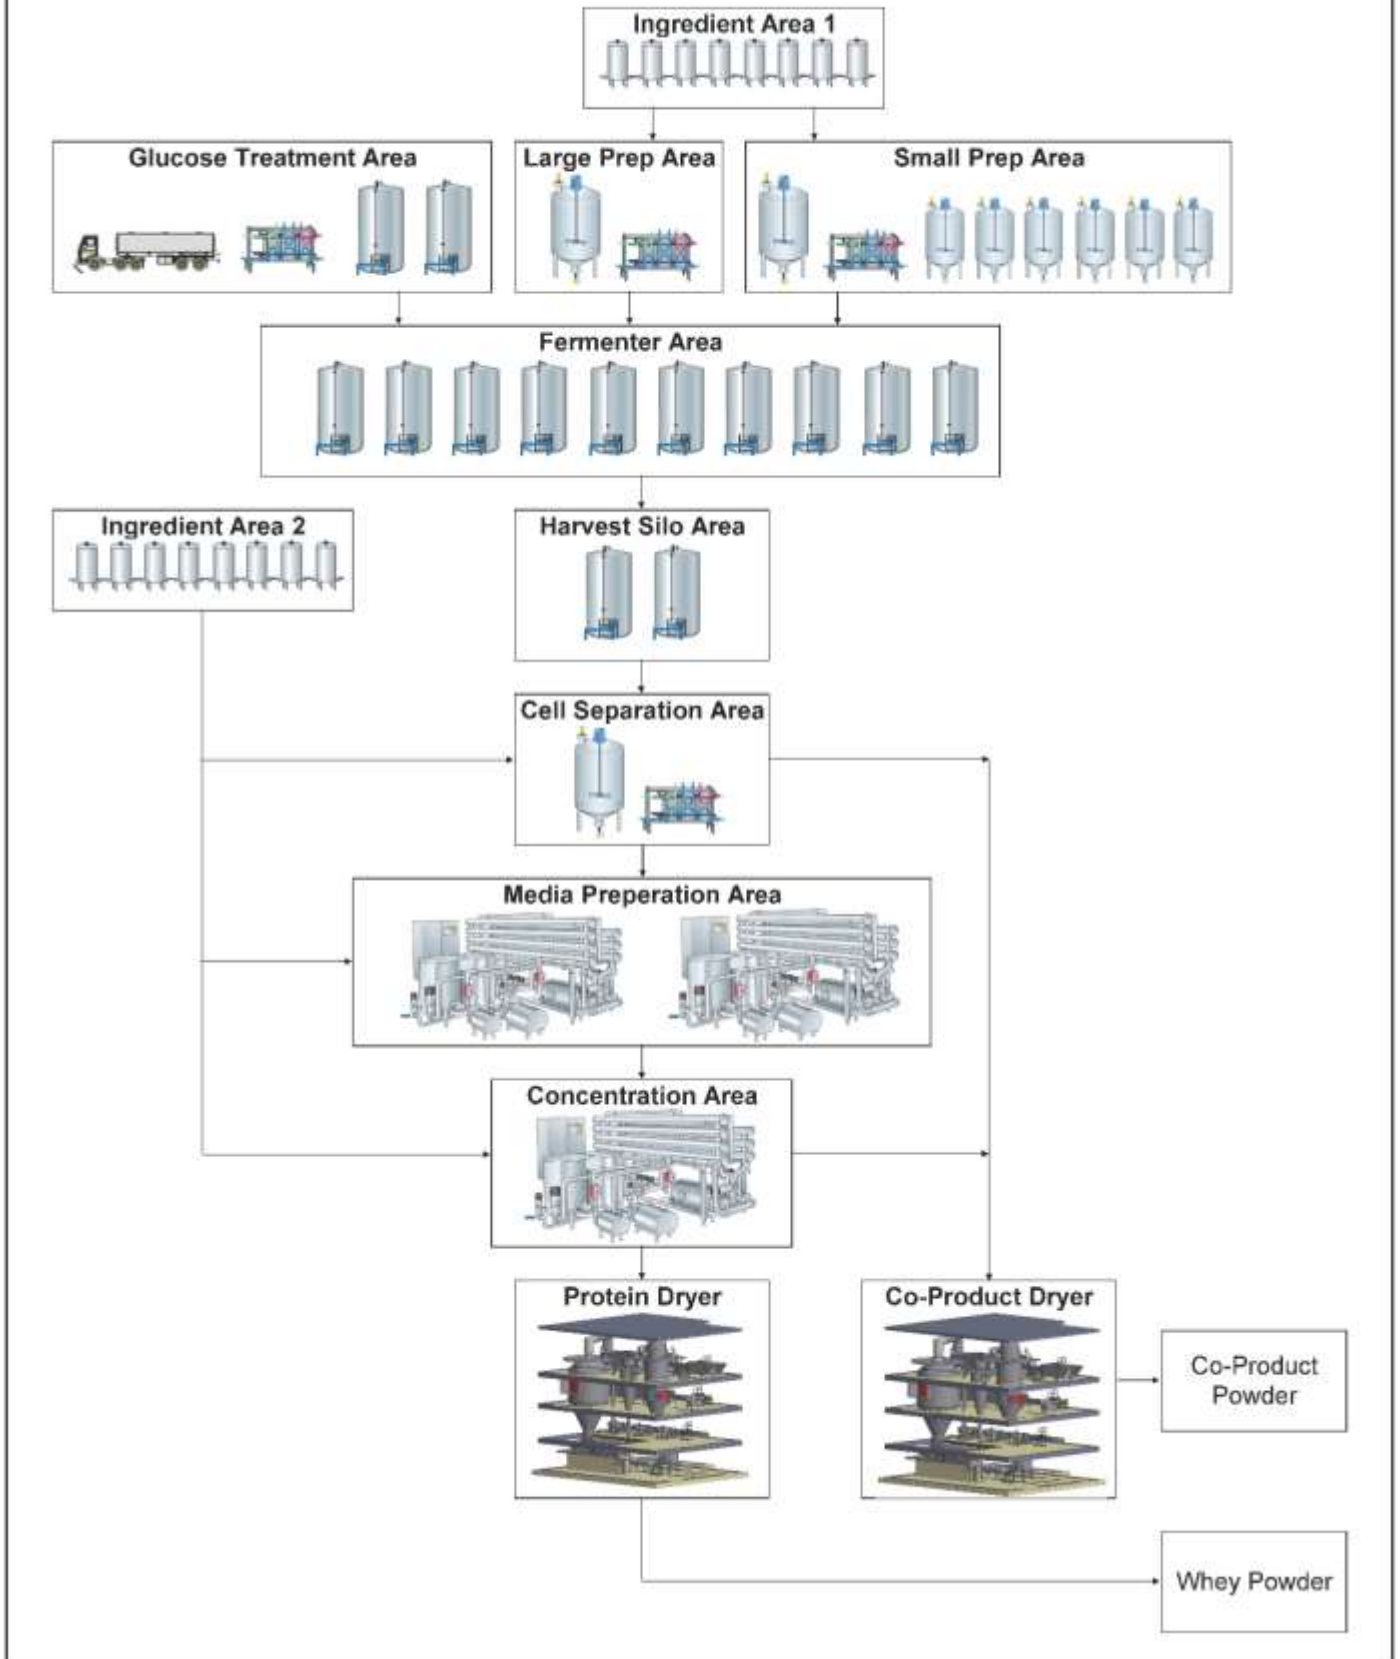 Ingredient Area 1
Glucose Treatment Area
Large Prep Area
Small Prep Area
Fermenter Area
Ingredient Area 2
Harvest Silo Area
Cell Separation Area
Media Preperation Area
Concentration Area
Protein Dryer
Co-Product Dryer
Co-Product
Powder
Whey Powder